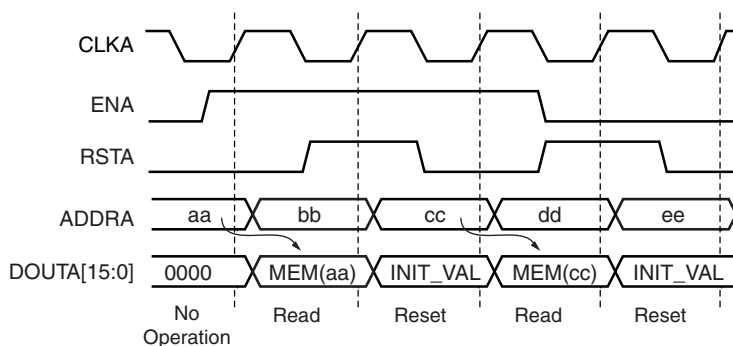 CLKA
ENA
RSTA
ADDRA aa bb cc dd ee
DOUTA[15:0] 0000 MEM(aa) INIT_VAL MEM(cc) INIT_VAL
No Operation Read Reset Read Reset